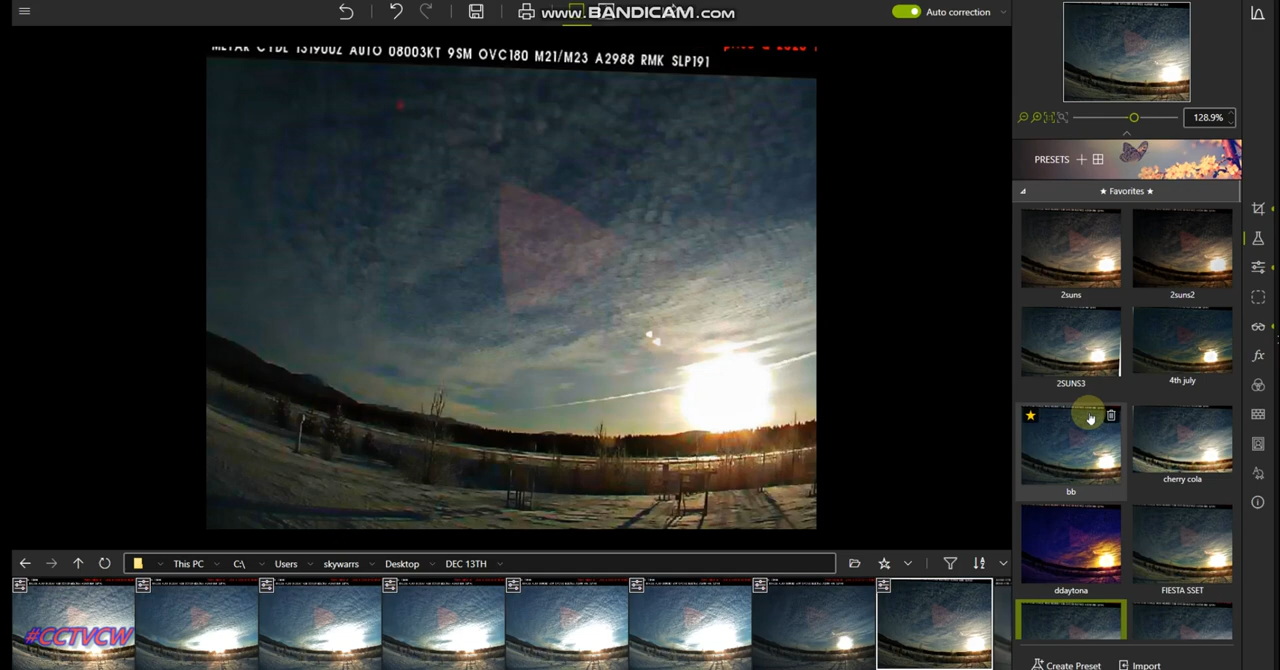 www.BANDICAM.com
Auto correction
METAR CYDL 131900Z AUTO 08003KT 9SM OVC180 M21/M23 A2988 RMK SLP191
128.9%
PRESETS
★ Favorites ★
2suns
2suns2
2SUNS3
4th july
bb
cherry cola
ddaytona
FIESTA SSET
This PC
C:\
Users
skywarrs
Desktop
DEC 13TH
#CCTVCW
Create Preset
Import